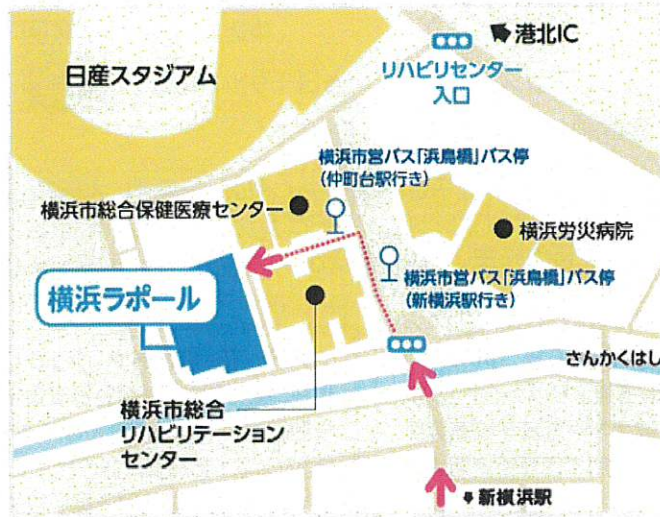 港北IC
日産スタジアム
リハビリセンター
入口
横浜市営バス「浜鳥橋」バス停
(仲町台駅行き)
横浜市総合保健医療センター
横浜労災病院
横浜市営バス「浜鳥橋」バス停
(新横浜駅行き)
横浜ラポール
さんかくはし
横浜市総合
リハビリテーション
センター
新横浜駅